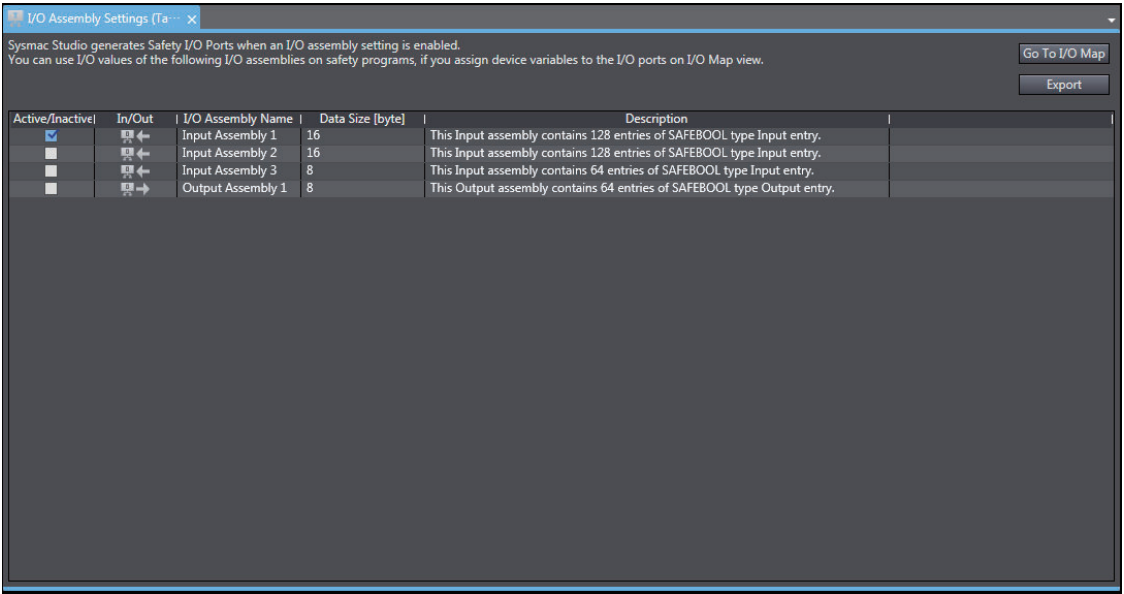 I/O Assembly Settings (Ta···
Sysmac Studio generates Safety I/O Ports when an I/O assembly setting is enabled.
You can use I/O values of the following I/O assemblies on safety programs, if you assign device variables to the I/O ports on I/O Map view.
Go To I/O Map
Export
Active/Inactive In/Out I/O Assembly Name Data Size [byte] Description
Input Assembly 1 16 This Input assembly contains 128 entries of SAFEBOOL type Input entry.
Input Assembly 2 16 This Input assembly contains 128 entries of SAFEBOOL type Input entry.
Input Assembly 3 8 This Input assembly contains 64 entries of SAFEBOOL type Input entry.
Output Assembly 1 8 This Output assembly contains 64 entries of SAFEBOOL type Output entry.